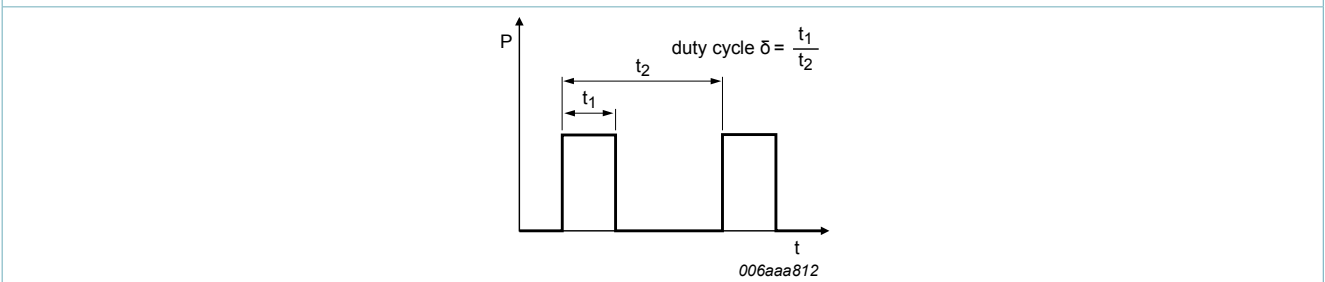 P
duty cycle δ = t1/t2
t2
t1
t
006aaa812